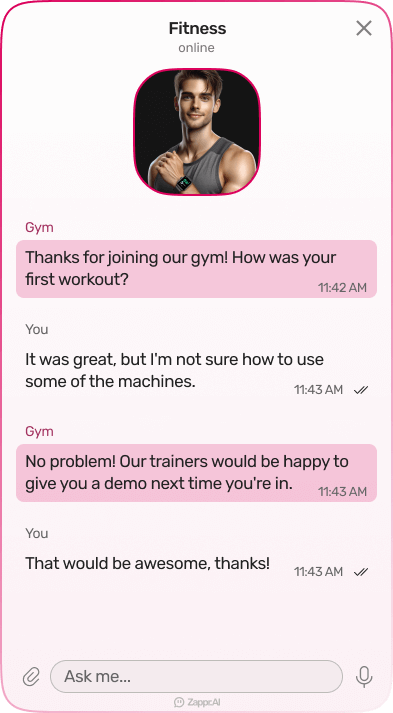 Fitness
online
Gym
Thanks for joining our gym! How was your
first workout?
11:42 AM
You
It was great, but I'm not sure how to use
some of the machines.
11:43 AM
Gym
No problem! Our trainers would be happy to
give you a demo next time you're in.
11:43 AM
You
That would be awesome, thanks!
11:43 AM
Ask me...
Zappr.AI